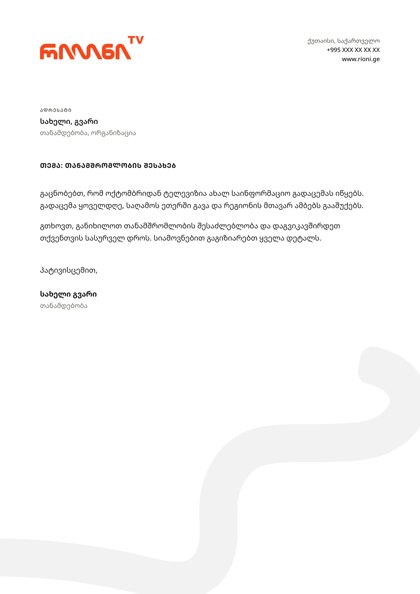 რიონი TV
ქუთაისი, საქართველო
+995 XXX XX XX XX
www.rioni.ge
ადრესატი
სახელი, გვარი
თანამდებობა, ორგანიზაცია
თემა: თანამშრომლობის შესახებ
გაცნობებთ, რომ ოქტომბრიდან ტელევიზია ახალ საინფორმაციო გადაცემას იწყებს.
გადაცემა ყოველდღე, საღამოს ეთერში გავა და რეგიონის მთავარ ამბებს გააშუქებს.
გთხოვთ, განიხილოთ თანამშრომლობის შესაძლებლობა და დაგვიკავშირდეთ
თქვენთვის სასურველ დროს. სიამოვნებით გაგიზიარებთ ყველა დეტალს.
პატივისცემით,
სახელი გვარი
თანამდებობა